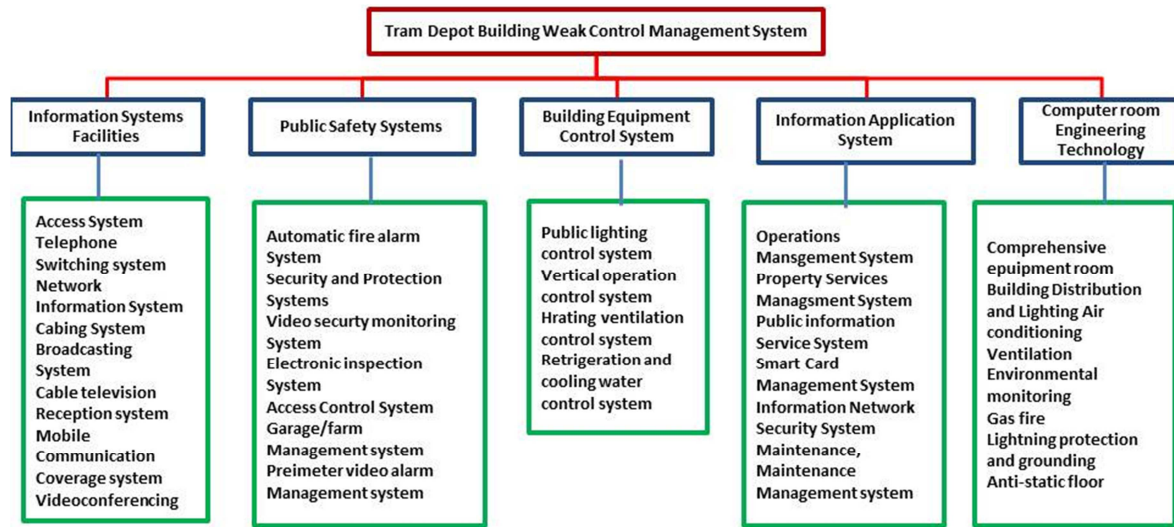 Tram Depot Building Weak Control Management System
Information Systems
Facilities
Public Safety Systems
Building Equipment
Control System
Information Application
System
Computer room
Engineering
Technology
Access System
Telephone
Switching system
Network
Information System
Cabing System
Broadcasting
System
Cable television
Reception system
Mobile
Communication
Coverage system
Videoconferencing
Automatic fire alarm
System
Security and Protection
Systems
Video securty monitoring
System
Electronic inspection
System
Access Control System
Garage/farm
Management system
Preimeter video alarm
Management system
Public lighting
control system
Vertical operation
control system
Hrating ventilation
control system
Retrigeration and
cooling water
control system
Operations
Mansgement System
Property Services
Managsment System
Public information
Service System
Smart Card
Management System
Information Network
Security System
Maintenance,
Maintenance
Management system
Comprehensive
equipment room
Building Distribution
and Lighting Air
conditioning
Ventilation
Environmental
monitoring
Gas fire
Lightning protection
and grounding
Anti-static floor